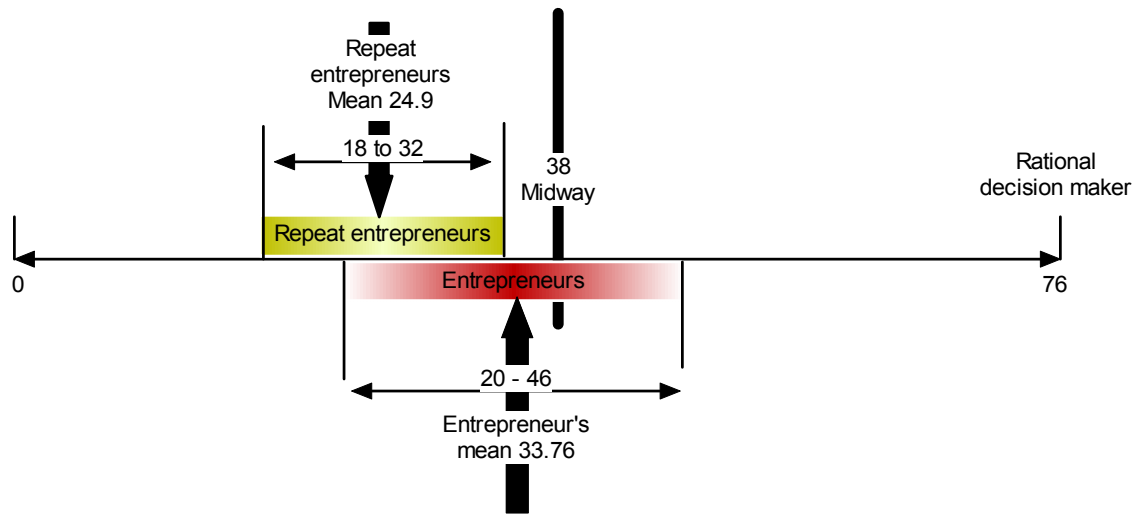 Repeat
entrepreneurs
Mean 24.9
18 to 32
38
Midway
Rational
decision maker
Repeat entrepreneurs
0
Entrepreneurs
76
20 - 46
Entrepreneur's
mean 33.76